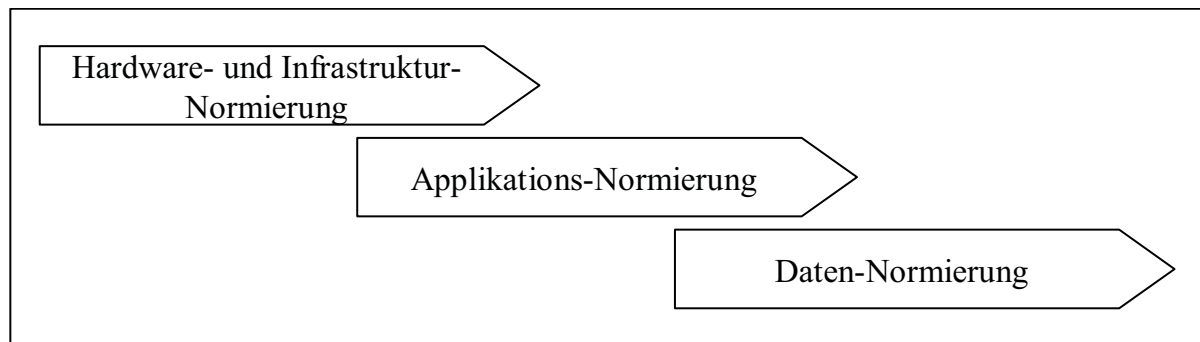 Hardware- und Infrastruktur-
Normierung
Applikations-Normierung
Daten-Normierung